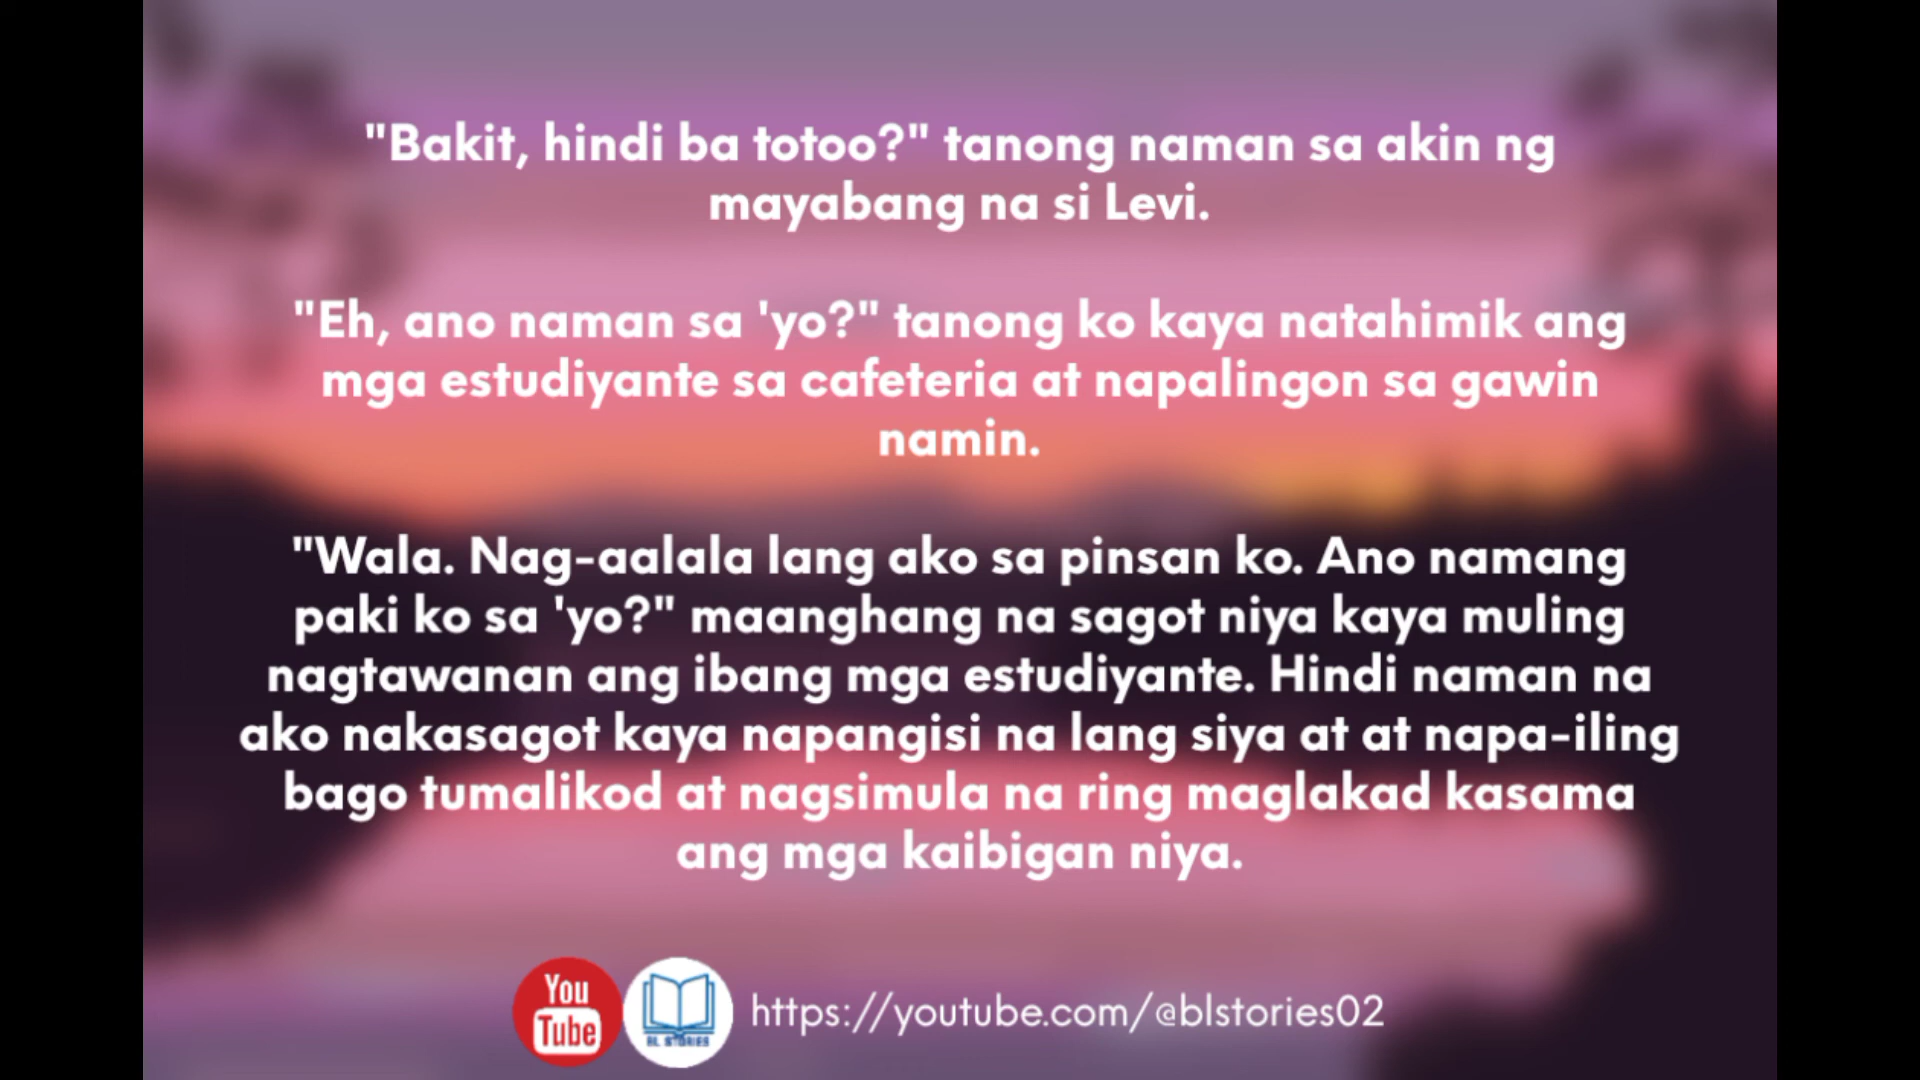 "Bakit, hindi ba totoo?" tanong naman sa akin ng
mayabang na si Levi.
"Eh, ano naman sa 'yo?" tanong ko kaya natahimik ang
mga estudiyante sa cafeteria at napalingon sa gawin
namin.
"Wala. Nag-aalala lang ako sa pinsan ko. Ano namang
paki ko sa 'yo?" maanghang na sagot niya kaya muling
nagtawanan ang ibang mga estudiyante. Hindi naman na
ako nakasagot kaya napangisi na lang siya at at napa-iling
bago tumalikod at nagsimula na ring maglakad kasama
ang mga kaibigan niya.
You
Tube
BL STORIES
https://youtube.com/@blstories02